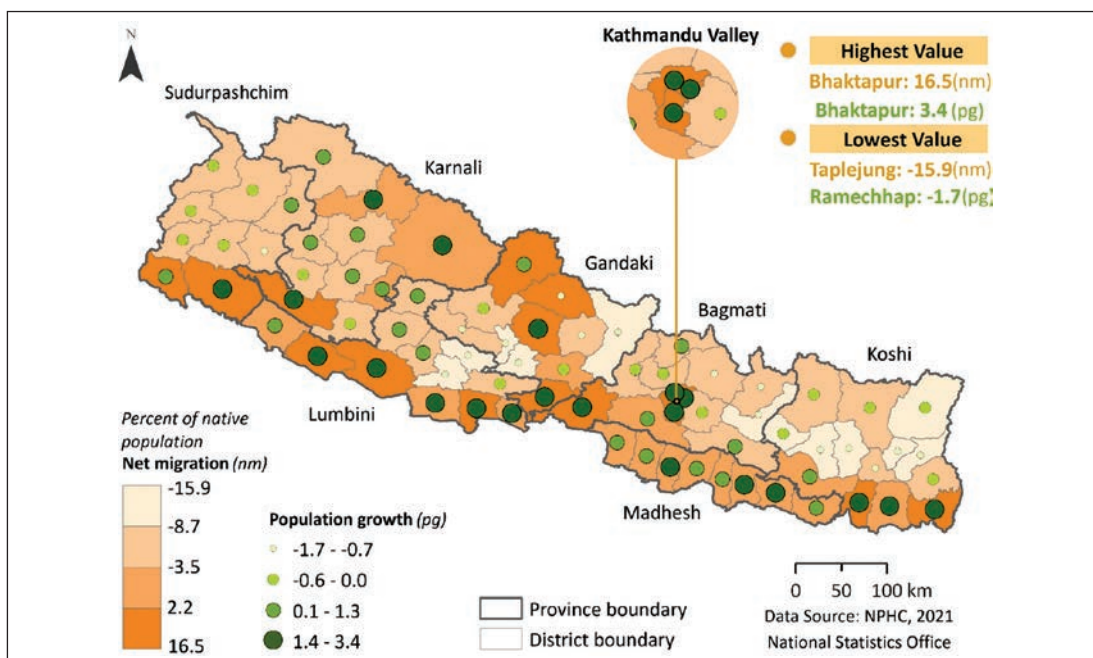 N
Kathmandu Valley
Highest Value
Bhaktapur: 16.5(nm)
Bhaktapur: 3.4 (pg)
Lowest Value
Taplejung: -15.9(nm)
Ramechhap: -1.7(pg)
Sudurpashchim
Karnali
Gandaki
Bagmati
Koshi
Lumbini
Madhesh
Percent of native
population
Net migration (nm)
-15.9
-8.7
-3.5
2.2
16.5
Population growth (pg)
-1.7 - -0.7
-0.6 - 0.0
0.1 - 1.3
1.4 - 3.4
Province boundary
District boundary
0 50 100 km
Data Source: NPHC, 2021
National Statistics Office